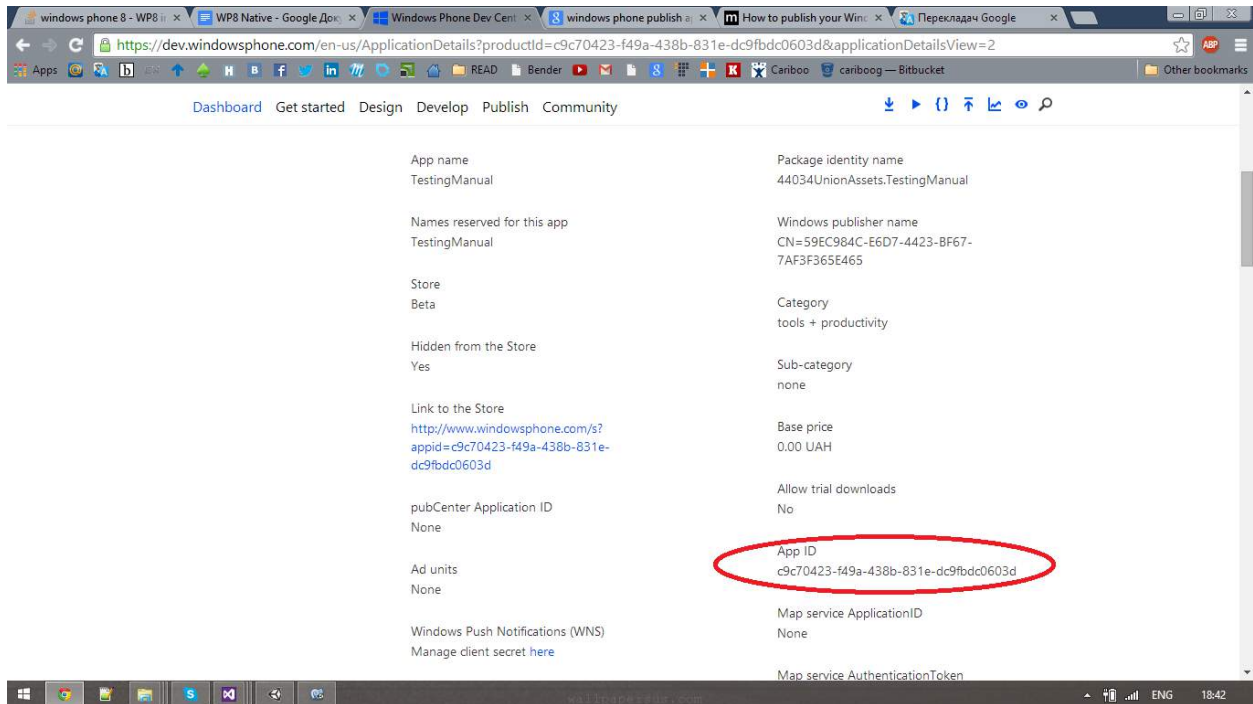 windows phone 8 - WP8 in
WP8 Native - Google Док
Windows Phone Dev Cent
windows phone publish a
How to publish your Winc
Перекладач Google
https://dev.windowsphone.com/en-us/ApplicationDetails?productId=c9c70423-f49a-438b-831e-dc9fbdc0603d&applicationDetailsView=2
ABP
Apps
READ
Bender
Cariboo
cariboog — Bitbucket
Other bookmarks
Dashboard Get started Design Develop Publish Community
App name
TestingManual
Names reserved for this app
TestingManual
Store
Beta
Hidden from the Store
Yes
Link to the Store
http://www.windowsphone.com/s?
appid=c9c70423-f49a-438b-831e-
dc9fbdc0603d
pubCenter Application ID
None
Ad units
None
Windows Push Notifications (WNS)
Manage client secret here
Package identity name
44034UnionAssets.TestingManual
Windows publisher name
CN=59EC984C-E6D7-4423-BF67-
7AF3F365E465
Category
tools + productivity
Sub-category
none
Base price
0.00 UAH
Allow trial downloads
No
App ID
c9c70423-f49a-438b-831e-dc9fbdc0603d
Map service ApplicationID
None
Map service AuthenticationToken
ENG 18:42